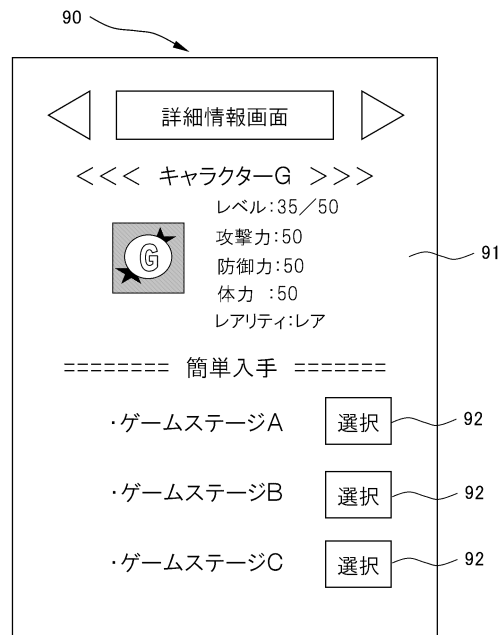 90
詳細情報画面
<<< キャラクターG >>>
レベル:35／50
攻撃力:50
防御力:50
体力 :50
レアリティ:レア
G
91
======== 簡単入手 =======
・ゲームステージA 選択 92
・ゲームステージB 選択 92
・ゲームステージC 選択 92